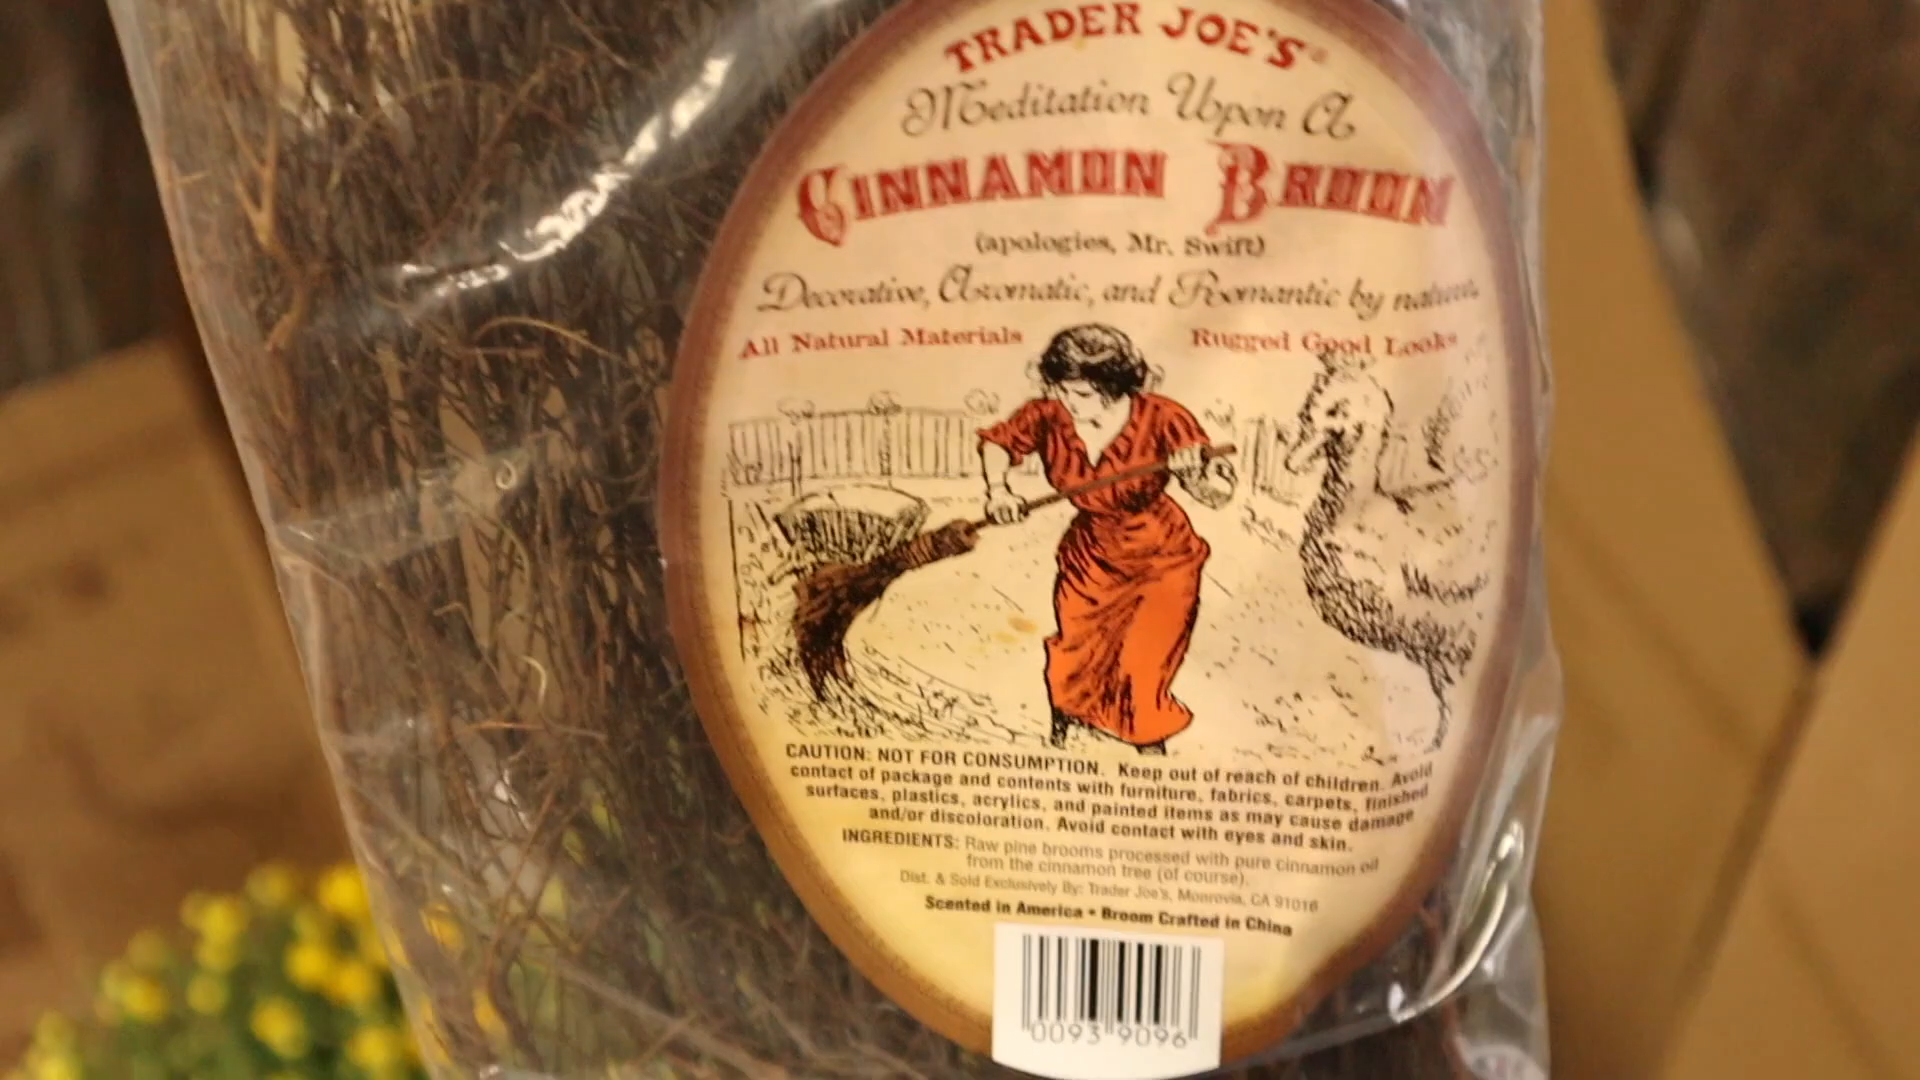 TRADER JOE'S®
Meditation Upon A
CINNAMON BROOM
(apologies, Mr. Swift)
Decorative, Aromatic, and Romantic by nature.
All Natural Materials
Rugged Good Looks
CAUTION: NOT FOR CONSUMPTION. Keep out of reach of children. Avoid
contact of package and contents with furniture, fabrics, carpets, finished
surfaces, plastics, acrylics, and painted items as may cause damage
and/or discoloration. Avoid contact with eyes and skin.
INGREDIENTS: Raw pine brooms processed with pure cinnamon oil
from the cinnamon tree (of course).
Dist. & Sold Exclusively By: Trader Joe's, Monrovia, CA 91016
Scented in America • Broom Crafted in China
0093 9096